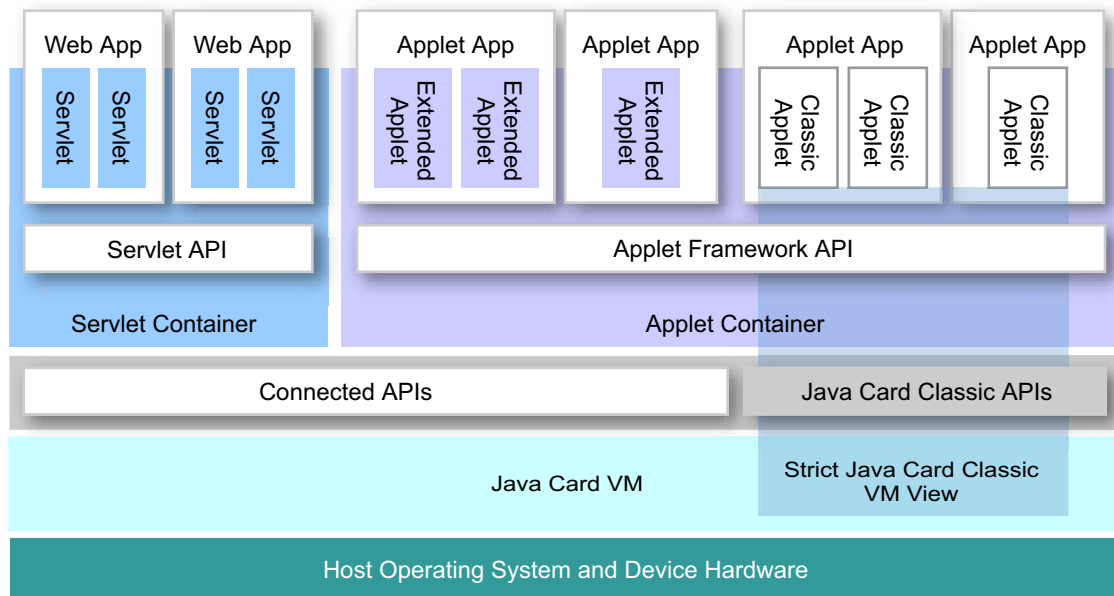 Web App
Web App
Applet App
Applet App
Applet App
Applet App
Servlet
Servlet
Servlet
Servlet
Extended
Applet
Extended
Applet
Extended
Applet
Classic
Applet
Classic
Applet
Classic
Applet
Servlet API
Applet Framework API
Servlet Container
Applet Container
Connected APIs
Java Card Classic APIs
Java Card VM
Strict Java Card Classic
VM View
Host Operating System and Device Hardware